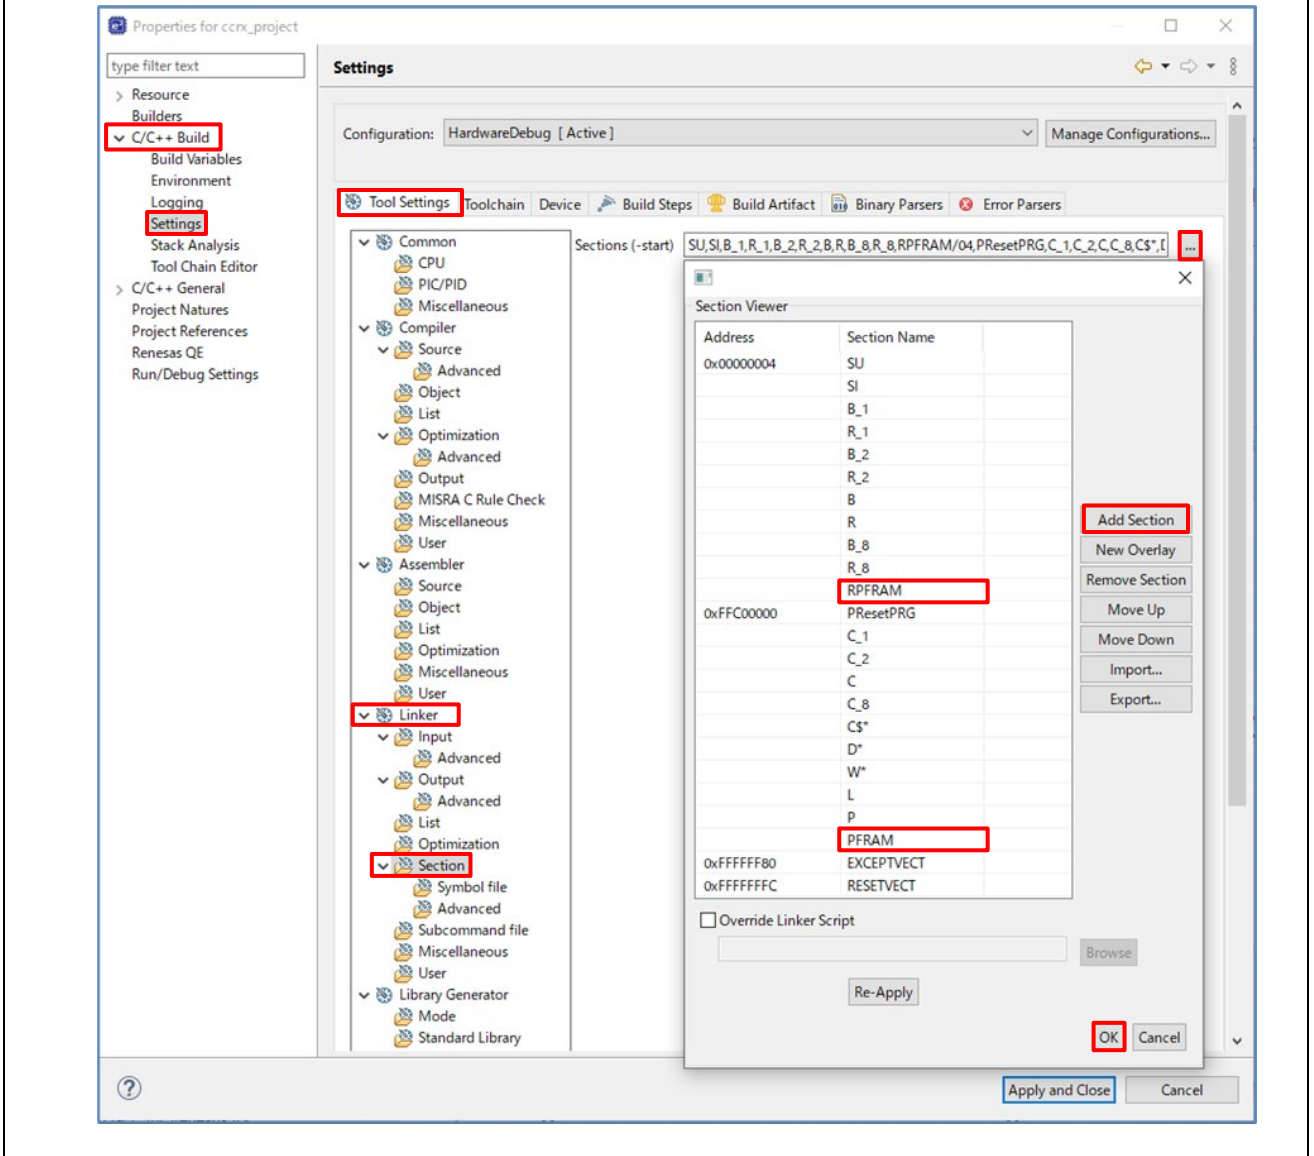 Properties for ccrx_project
type filter text
Resource
Builders
C/C++ Build
Build Variables
Environment
Logging
Settings
Stack Analysis
Tool Chain Editor
C/C++ General
Project Natures
Project References
Renesas QE
Run/Debug Settings
Settings
Configuration: HardwareDebug [ Active ] Manage Configurations...
Tool Settings Toolchain Device Build Steps Build Artifact Binary Parsers Error Parsers
Common
CPU
PIC/PID
Miscellaneous
Compiler
Source
Advanced
Object
List
Optimization
Advanced
Output
MISRA C Rule Check
Miscellaneous
User
Assembler
Source
Object
List
Optimization
Miscellaneous
User
Linker
Input
Advanced
Output
Advanced
List
Optimization
Section
Symbol file
Advanced
Subcommand file
Miscellaneous
User
Library Generator
Mode
Standard Library
Sections (-start) SU,SI,B_1,R_1,B_2,R_2,B,R,B_8,R_8,RPFRAM/04,PResetPRG,C_1,C_2,C,C_8,C$*,[ ...
Section Viewer
Address Section Name
0x00000004 SU
SI
B_1
R_1
B_2
R_2
B
R
B_8
R_8
RPFRAM
0xFFC00000 PResetPRG
C_1
C_2
C
C_8
C$*
D*
W*
L
P
PFRAM
0xFFFFFF80 EXCEPTVECT
0xFFFFFFFC RESETVECT
Add Section
New Overlay
Remove Section
Move Up
Move Down
Import...
Export...
Override Linker Script
Browse
Re-Apply
OK Cancel
Apply and Close Cancel